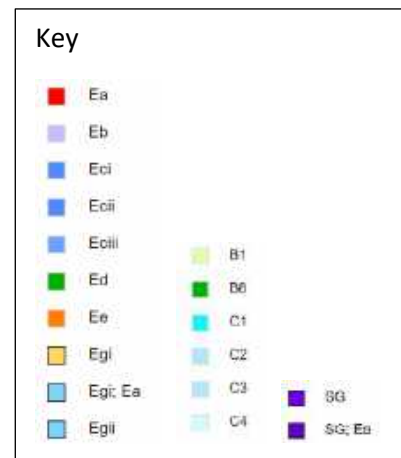 Key
Ea
Eb
Eci
Ecii
Eciii
Ed
Ee
Egi
Egi; Ea
Egii
B1
B6
C1
C2
C3
C4
SG
SG; Ea